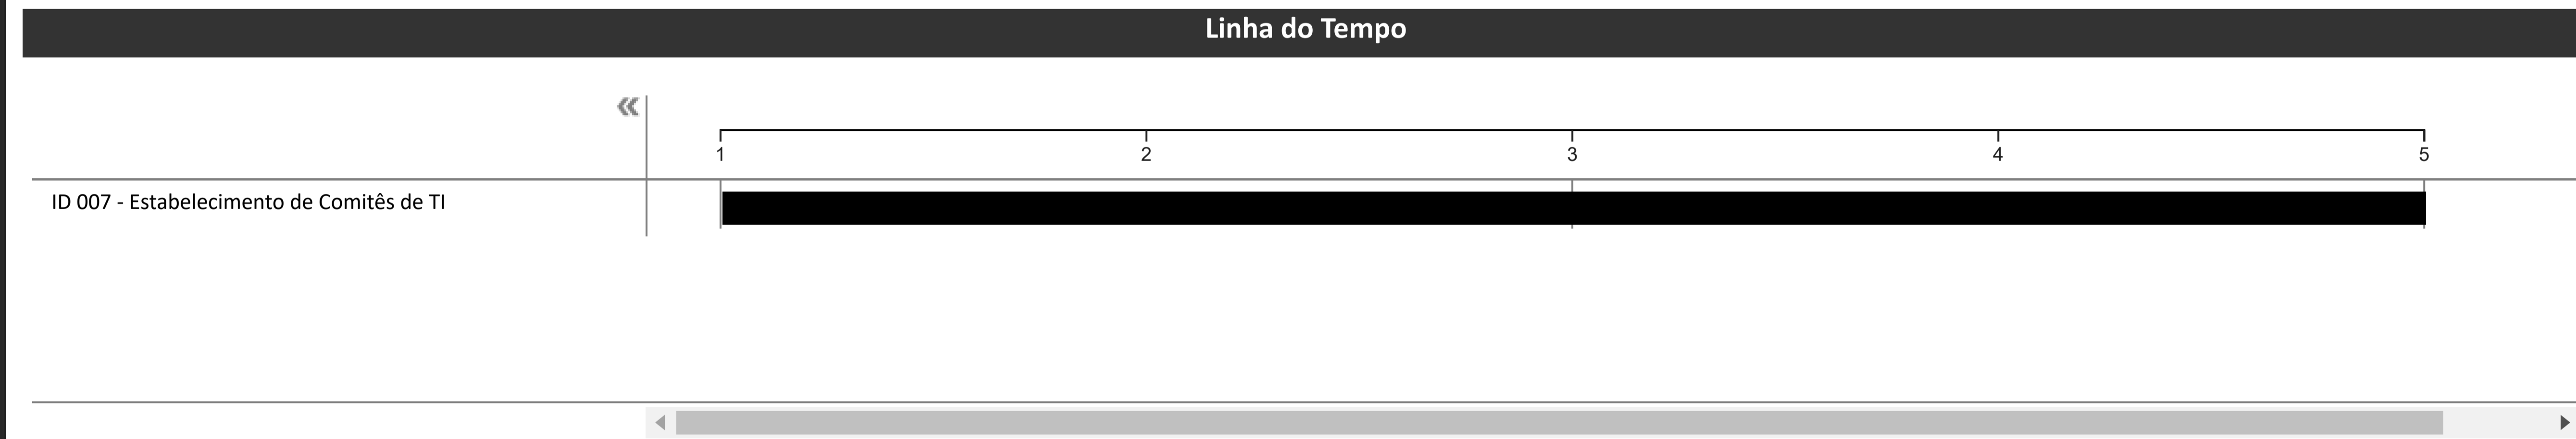 Linha do Tempo
1 2 3 4 5
ID 007 - Estabelecimento de Comitês de TI